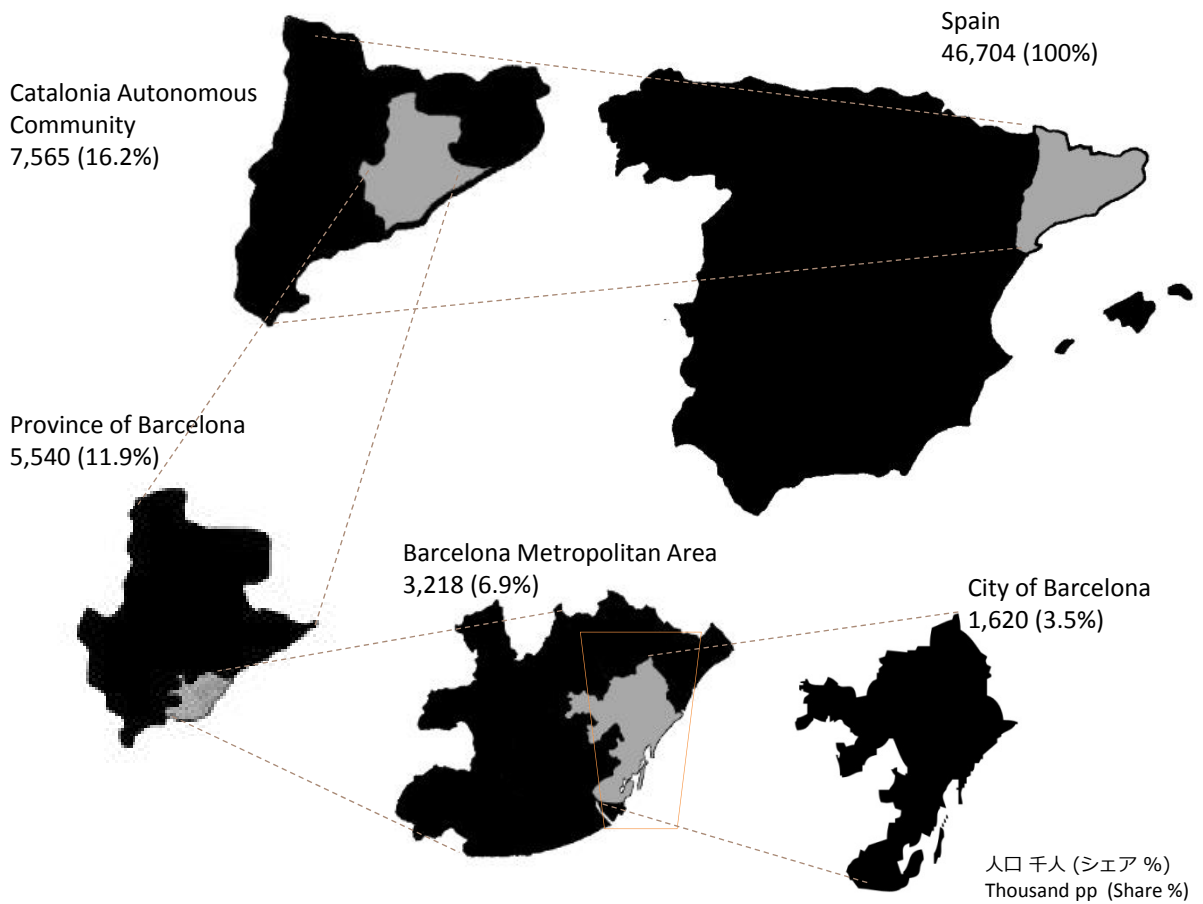 Spain
46,704 (100%)
Catalonia Autonomous
Community
7,565 (16.2%)
Province of Barcelona
5,540 (11.9%)
Barcelona Metropolitan Area
3,218 (6.9%)
City of Barcelona
1,620 (3.5%)
人口 千人 (シェア %)
Thousand pp (Share %)